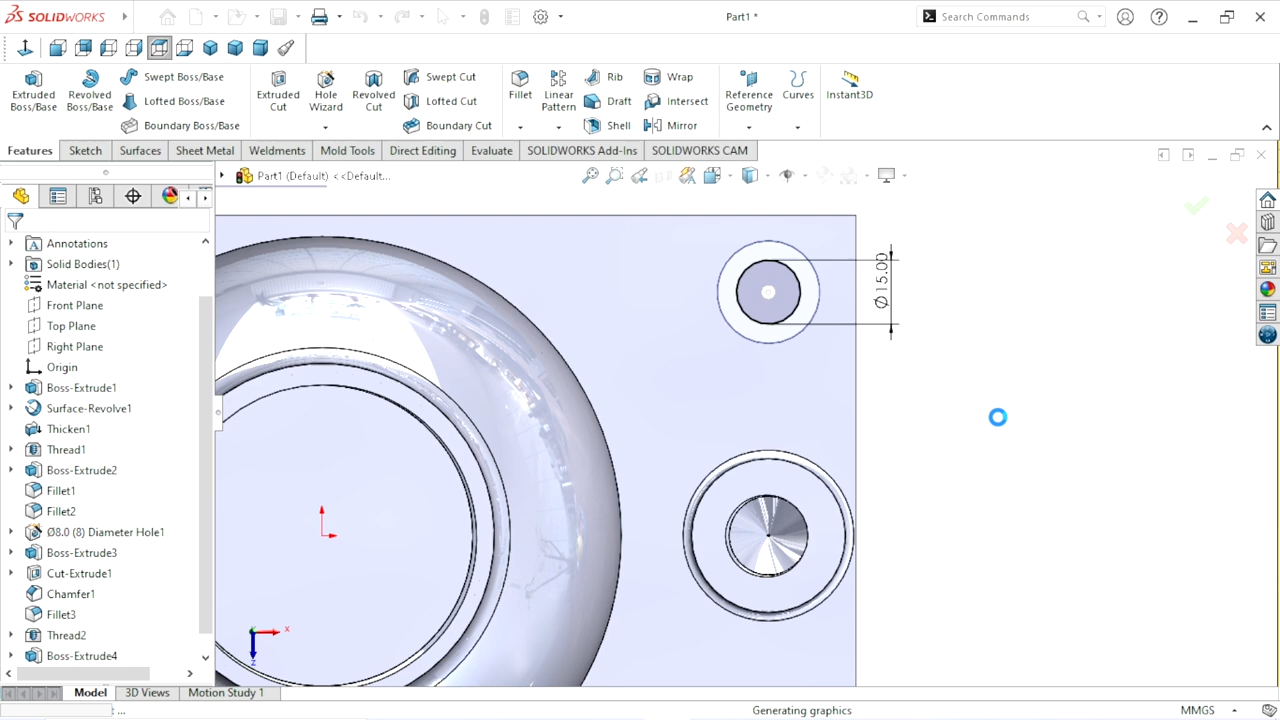 SOLIDWORKS
Part1 *
Search Commands
Extruded Boss/Base
Revolved Boss/Base
Swept Boss/Base
Lofted Boss/Base
Boundary Boss/Base
Extruded Cut
Hole Wizard
Revolved Cut
Swept Cut
Lofted Cut
Boundary Cut
Fillet
Linear Pattern
Rib
Draft
Shell
Wrap
Intersect
Mirror
Reference Geometry
Curves
Instant3D
Features
Sketch
Surfaces
Sheet Metal
Weldments
Mold Tools
Direct Editing
Evaluate
SOLIDWORKS Add-Ins
SOLIDWORKS CAM
Part1 (Default) <<Default...
Annotations
Solid Bodies(1)
Material <not specified>
Front Plane
Top Plane
Right Plane
Origin
Boss-Extrude1
Surface-Revolve1
Thicken1
Thread1
Boss-Extrude2
Fillet1
Fillet2
Ø8.0 (8) Diameter Hole1
Boss-Extrude3
Cut-Extrude1
Chamfer1
Fillet3
Thread2
Boss-Extrude4
Ø15.00
x
z
Model
3D Views
Motion Study 1
Generating graphics
MMGS